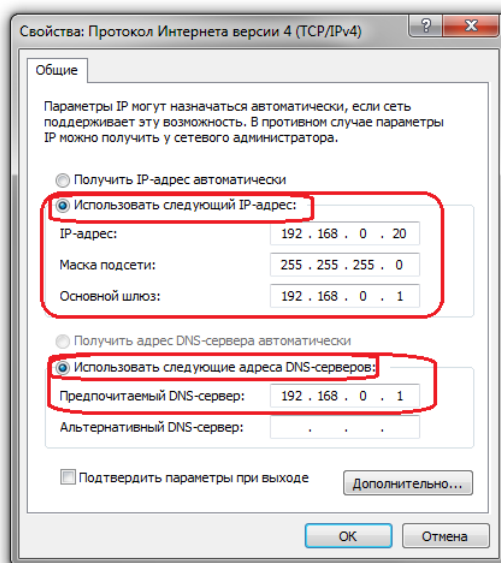 Свойства: Протокол Интернета версии 4 (TCP/IPv4)
?
Общие
Параметры IP могут назначаться автоматически, если сеть
поддерживает эту возможность. В противном случае параметры
IP можно получить у сетевого администратора.
Получить IP-адрес автоматически
Использовать следующий IP-адрес:
IP-адрес: 192 . 168 . 0 . 20
Маска подсети: 255 . 255 . 255 . 0
Основной шлюз: 192 . 168 . 0 . 1
Получить адрес DNS-сервера автоматически
Использовать следующие адреса DNS-серверов:
Предпочитаемый DNS-сервер: 192 . 168 . 0 . 1
Альтернативный DNS-сервер: . . .
Подтвердить параметры при выходе
Дополнительно...
OK Отмена